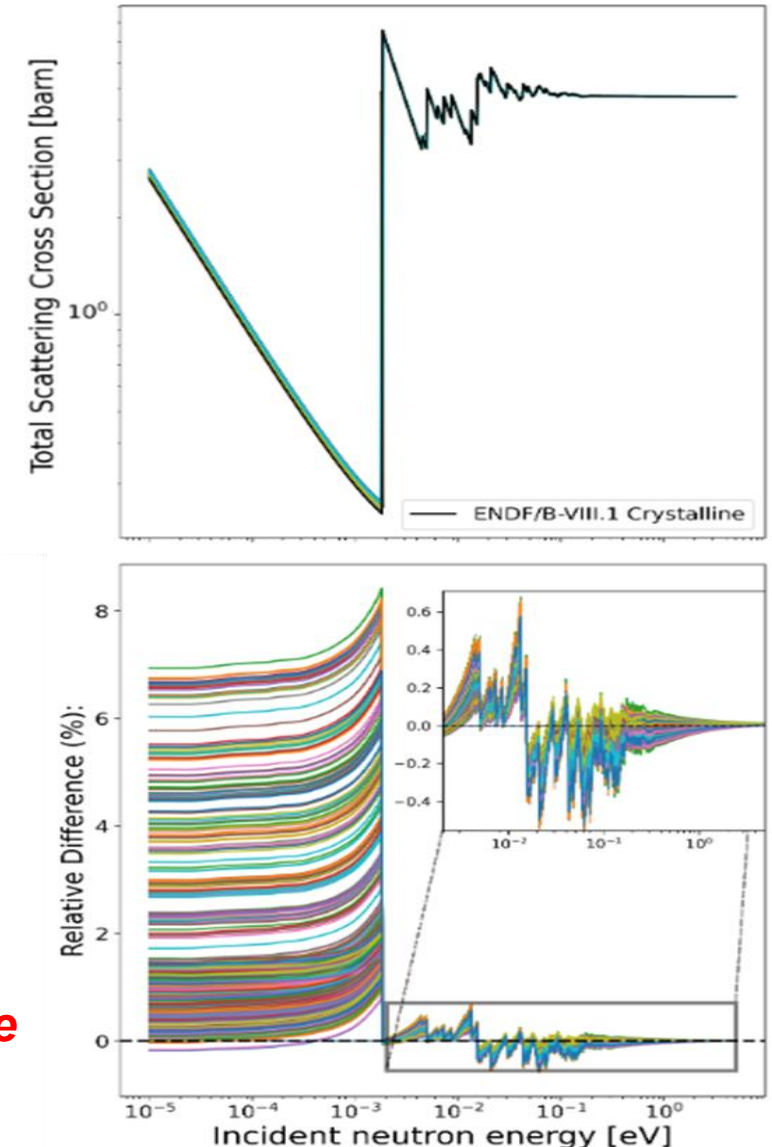 Total Scattering Cross Section [barn]
10⁰
ENDF/B-VIII.1 Crystalline
Relative Difference (%):
8
6
4
2
0
0.6
0.4
0.2
0.0
−0.2
−0.4
10⁻² 10⁻¹ 10⁰
e
10⁻⁵ 10⁻⁴ 10⁻³ 10⁻² 10⁻¹ 10⁰
Incident neutron energy [eV]